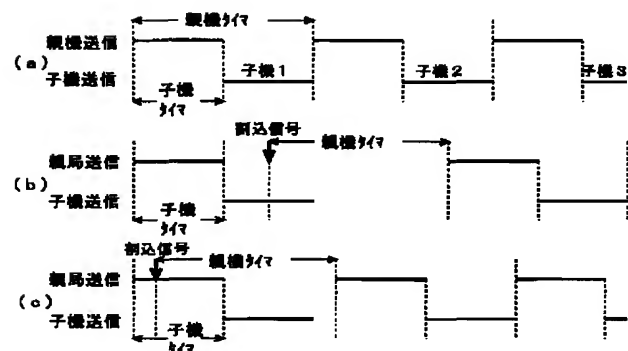 親機タイマ
親機送信
(a)
子機送信
子機1
子機2
子機3
子機
タイマ
割込信号
親機タイマ
親局送信
(b)
子機送信
子機
タイマ
割込信号
親機タイマ
親局送信
(c)
子機送信
子機
タイマ